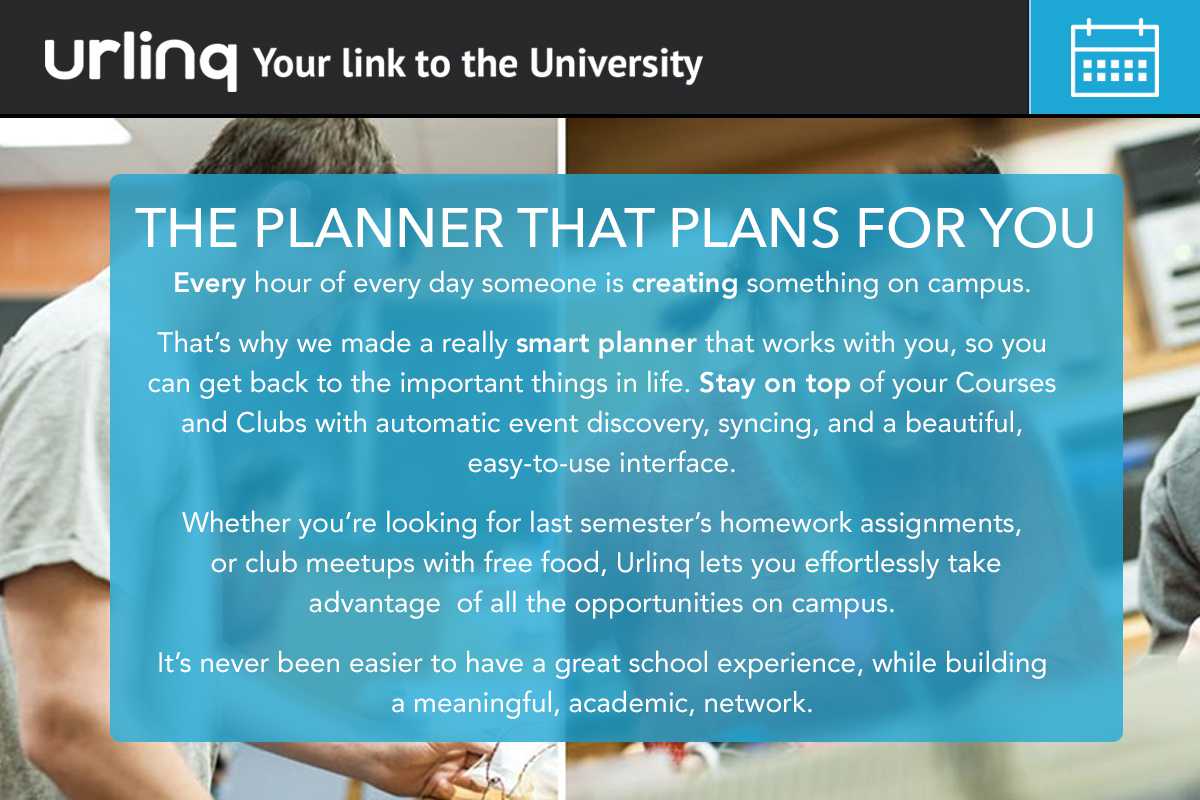 urlinq Your link to the University
THE PLANNER THAT PLANS FOR YOU
Every hour of every day someone is creating something on campus.
That’s why we made a really smart planner that works with you, so you
can get back to the important things in life. Stay on top of your Courses
and Clubs with automatic event discovery, syncing, and a beautiful,
easy-to-use interface.
Whether you’re looking for last semester’s homework assignments,
or club meetups with free food, Urlinq lets you effortlessly take
advantage  of all the opportunities on campus.
It’s never been easier to have a great school experience, while building
a meaningful, academic, network.